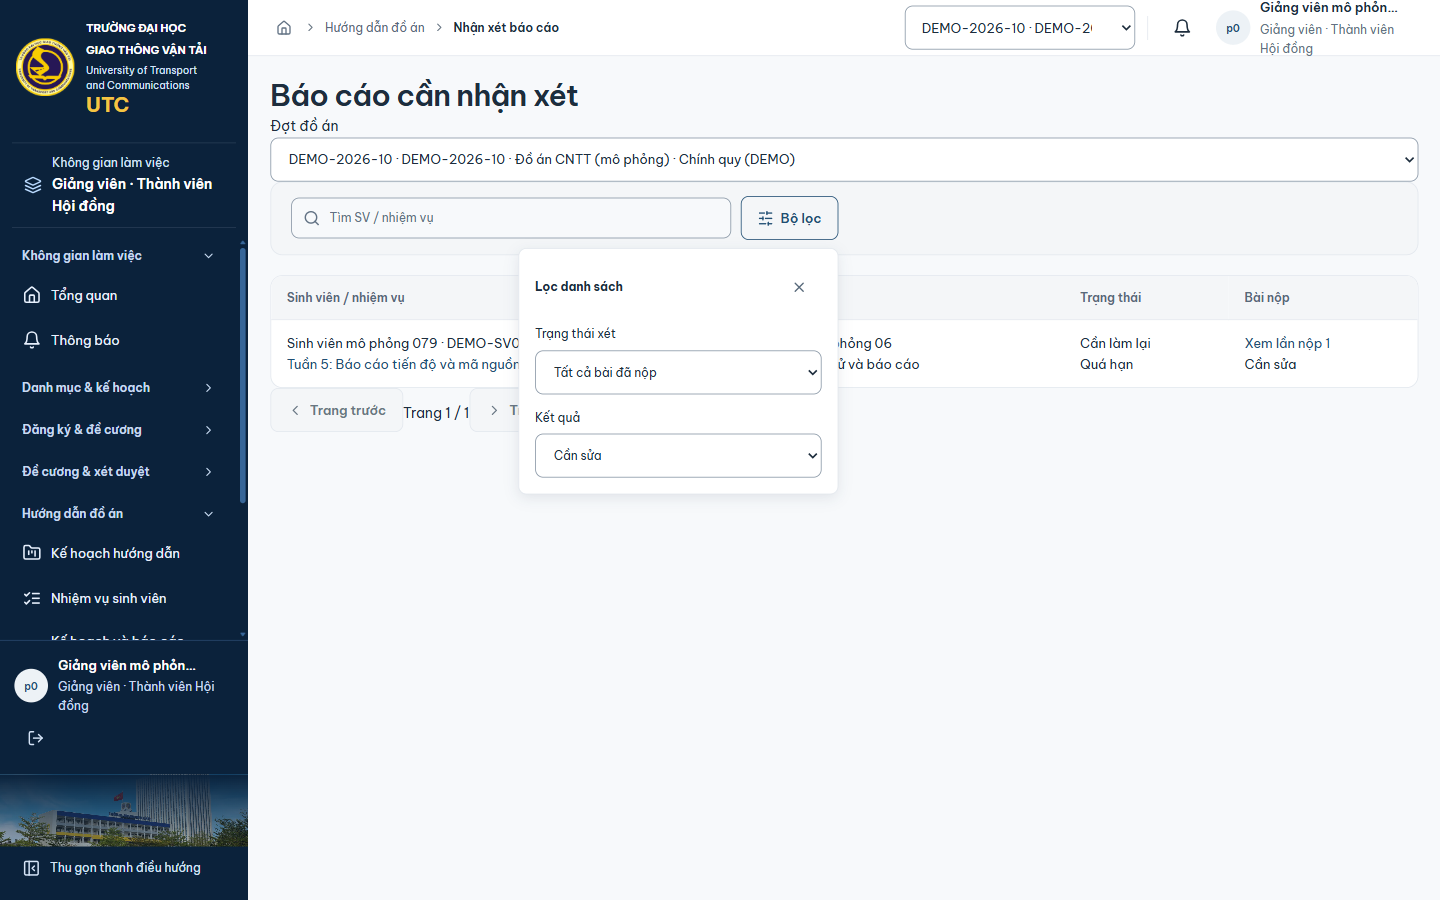 TRƯỜNG ĐẠI HỌC
GIAO THÔNG VẬN TẢI
University of Transport
and Communications
UTC
Không gian làm việc
Giảng viên · Thành viên
Hội đồng
Không gian làm việc
Tổng quan
Thông báo
Danh mục & kế hoạch
Đăng ký & đề cương
Đề cương & xét duyệt
Hướng dẫn đồ án
Kế hoạch hướng dẫn
Nhiệm vụ sinh viên
Kế hoạch và báo cáo
Giảng viên mô phỏn...
p0
Giảng viên · Thành viên Hội
đồng
Thu gọn thanh điều hướng
Hướng dẫn đồ án
Nhận xét báo cáo
DEMO-2026-10 · DEMO-2
p0
Giảng viên mô phỏn...
Giảng viên · Thành viên
Hội đồng
Báo cáo cần nhận xét
Đợt đồ án
DEMO-2026-10 · DEMO-2026-10 · Đồ án CNTT (mô phỏng) · Chính quy (DEMO)
Tìm SV / nhiệm vụ
Bộ lọc
Lọc danh sách
Trạng thái xét
Tất cả bài đã nộp
Kết quả
Cần sửa
Sinh viên / nhiệm vụ
Trạng thái
Bài nộp
Sinh viên mô phỏng 079 · DEMO-SV0
phỏng 06
Cần làm lại
Xem lần nộp 1
Tuần 5: Báo cáo tiến độ và mã nguồn
và báo cáo
Quá hạn
Cần sửa
Trang trước
Trang 1 / 1